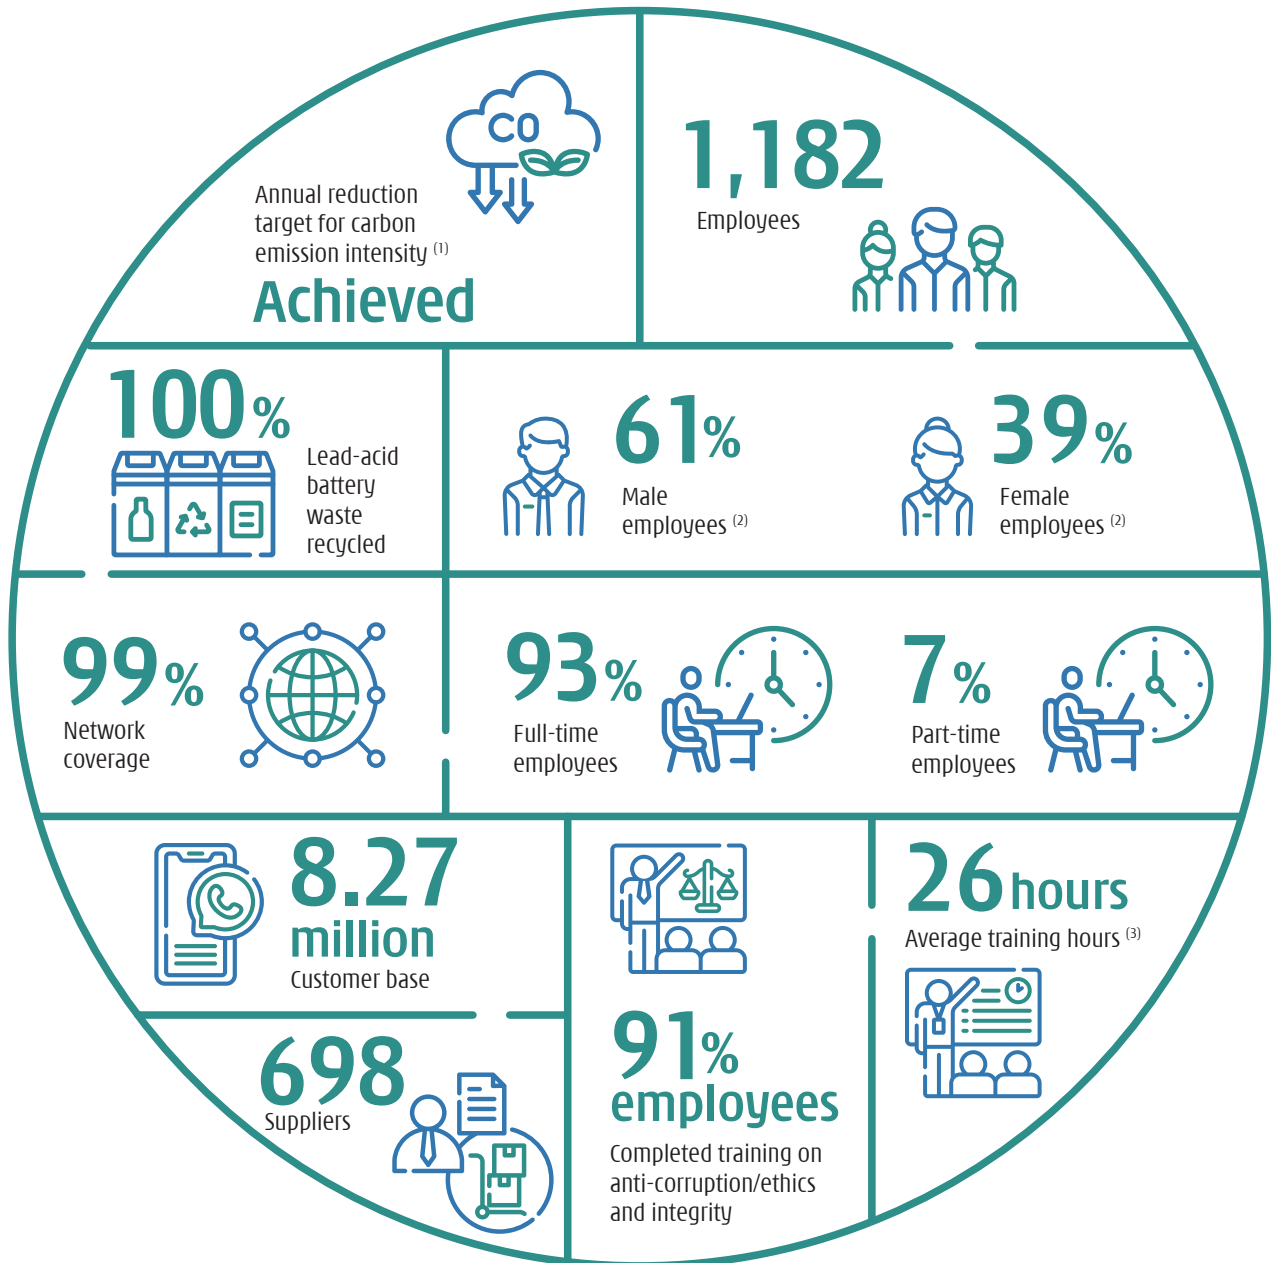 CO
Annual reduction
target for carbon
emission intensity (1)
Achieved
1,182
Employees
100%
Lead-acid
battery
waste
recycled
61%
Male
employees (2)
39%
Female
employees (2)
99%
Network
coverage
93%
Full-time
employees
7%
Part-time
employees
8.27
million
Customer base
698
Suppliers
91%
employees
Completed training on
anti-corruption/ethics
and integrity
26 hours
Average training hours (3)